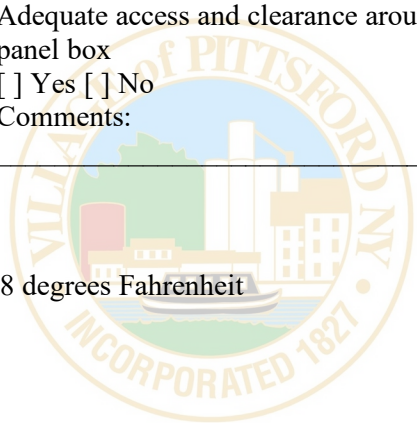 Adequate access and clearance arou
panel box
[ ] Yes [ ] No
Comments:
8 degrees Fahrenheit
VILLAGE of PITTSFORD NY
INCORPORATED 1827